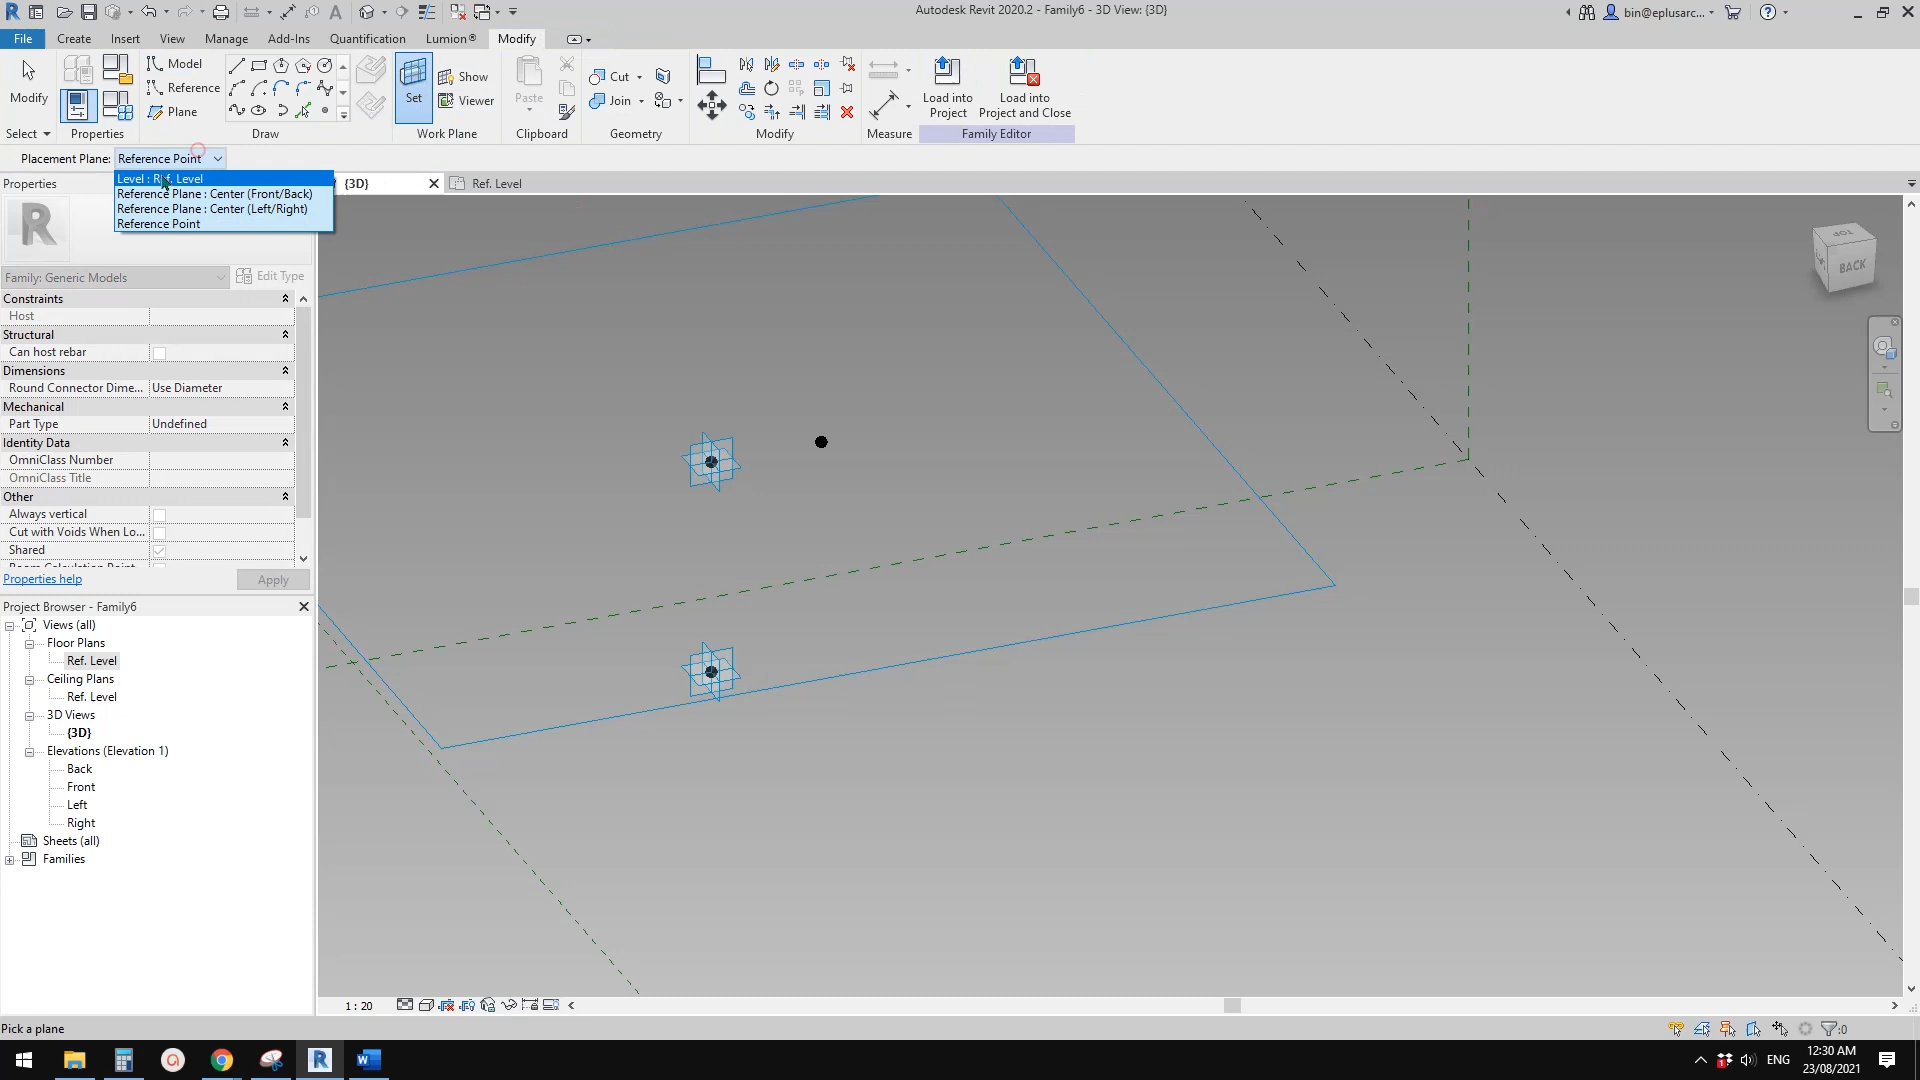 Autodesk Revit 2020.2 - Family6 - 3D View: {3D}
bin@eplusarc...
File Create Insert View Manage Add-Ins Quantification Lumion® Modify
Model
Reference
Plane
Set
Show
Viewer
Paste
Cut
Join
Load into Project
Load into Project and Close
Modify
Select Properties Draw Work Plane Clipboard Geometry Modify Measure Family Editor
Placement Plane: Reference Point
Level : Ref. Level
Reference Plane : Center (Front/Back)
Reference Plane : Center (Left/Right)
Reference Point
Properties
{3D}
Ref. Level
R
Family: Generic Models
Edit Type
Constraints
Host
Structural
Can host rebar
Dimensions
Round Connector Dime... Use Diameter
Mechanical
Part Type Undefined
Identity Data
OmniClass Number
OmniClass Title
Other
Always vertical
Cut with Voids When Lo...
Shared
Properties help
Apply
Project Browser - Family6
Views (all)
Floor Plans
Ref. Level
Ceiling Plans
Ref. Level
3D Views
{3D}
Elevations (Elevation 1)
Back
Front
Left
Right
Sheets (all)
Families
TOP
BACK
1 : 20
Pick a plane
:0
ENG
12:30 AM
23/08/2021